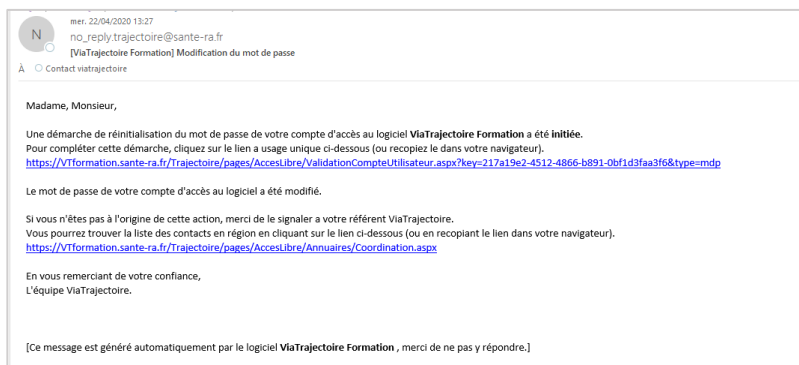 mer. 22/04/2020 13:27
N
no_reply.trajectoire@sante-ra.fr
[ViaTrajectoire Formation] Modification du mot de passe
À Contact viatrajectoire
Madame, Monsieur,
Une démarche de réinitialisation du mot de passe de votre compte d'accès au logiciel ViaTrajectoire Formation a été initiée.
Pour compléter cette démarche, cliquez sur le lien a usage unique ci-dessous (ou recopiez le dans votre navigateur).
https://VTformation.sante-ra.fr/Trajectoire/pages/AccesLibre/ValidationCompteUtilisateur.aspx?key=217a19e2-4512-4866-b891-0bf1d3faa3f6&type=mdp
Le mot de passe de votre compte d'accès au logiciel a été modifié.
Si vous n'êtes pas à l'origine de cette action, merci de le signaler a votre référent ViaTrajectoire.
Vous pourrez trouver la liste des contacts en région en cliquant sur le lien ci-dessous (ou en recopiant le lien dans votre navigateur).
https://VTformation.sante-ra.fr/Trajectoire/pages/AccesLibre/Annuaires/Coordination.aspx
En vous remerciant de votre confiance,
L'équipe ViaTrajectoire.
[Ce message est généré automatiquement par le logiciel ViaTrajectoire Formation , merci de ne pas y répondre.]